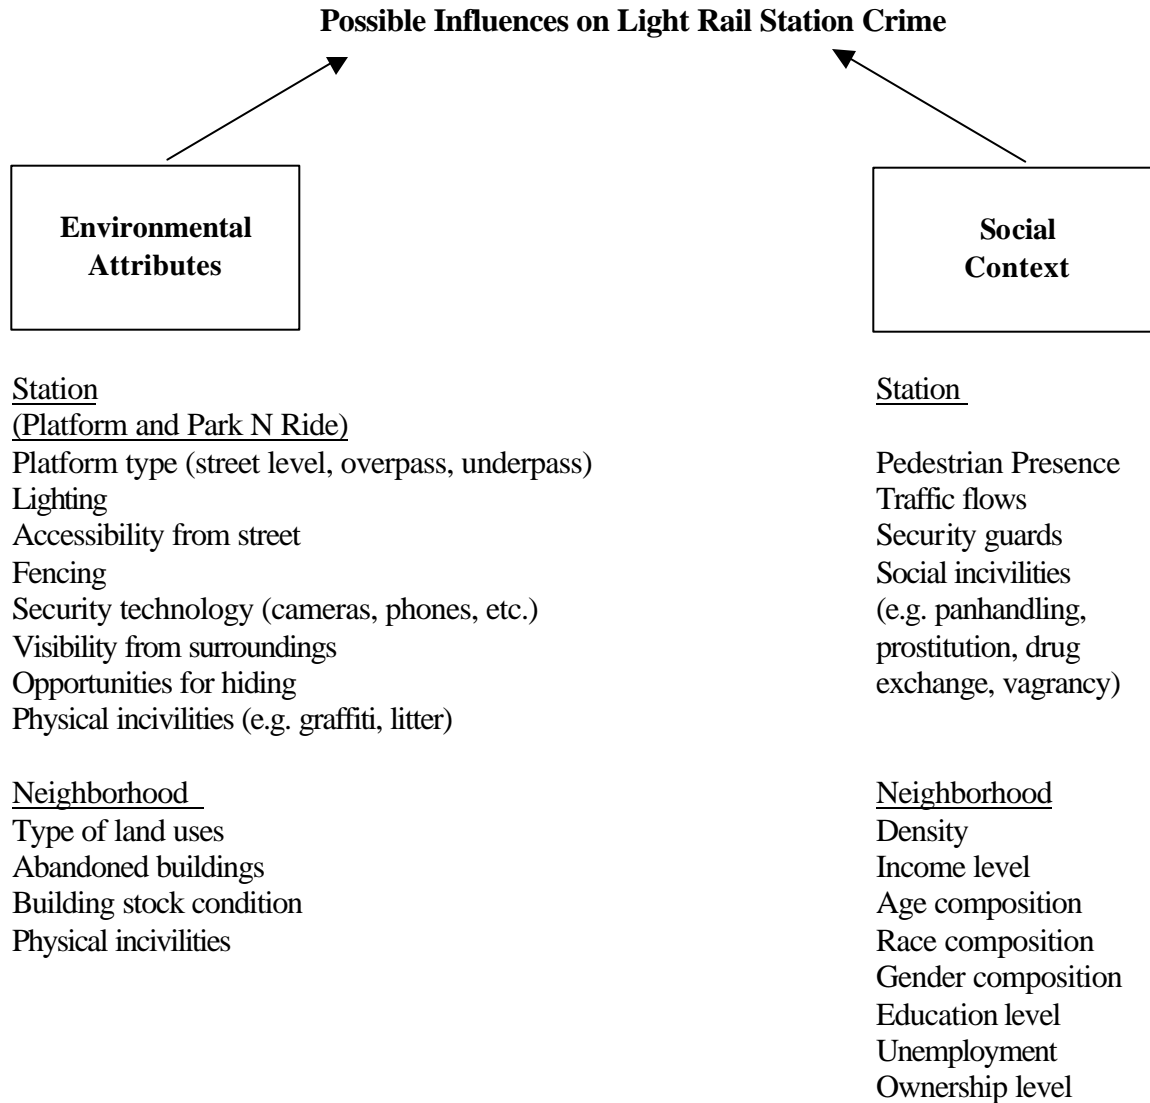 Possible Influences on Light Rail Station Crime
Environmental
Attributes
Social
Context
Station
(Platform and Park N Ride)
Platform type (street level, overpass, underpass)
Lighting
Accessibility from street
Fencing
Security technology (cameras, phones, etc.)
Visibility from surroundings
Opportunities for hiding
Physical incivilities (e.g. graffiti, litter)
Neighborhood
Type of land uses
Abandoned buildings
Building stock condition
Physical incivilities
Station
Pedestrian Presence
Traffic flows
Security guards
Social incivilities
(e.g. panhandling,
prostitution, drug
exchange, vagrancy)
Neighborhood
Density
Income level
Age composition
Race composition
Gender composition
Education level
Unemployment
Ownership level